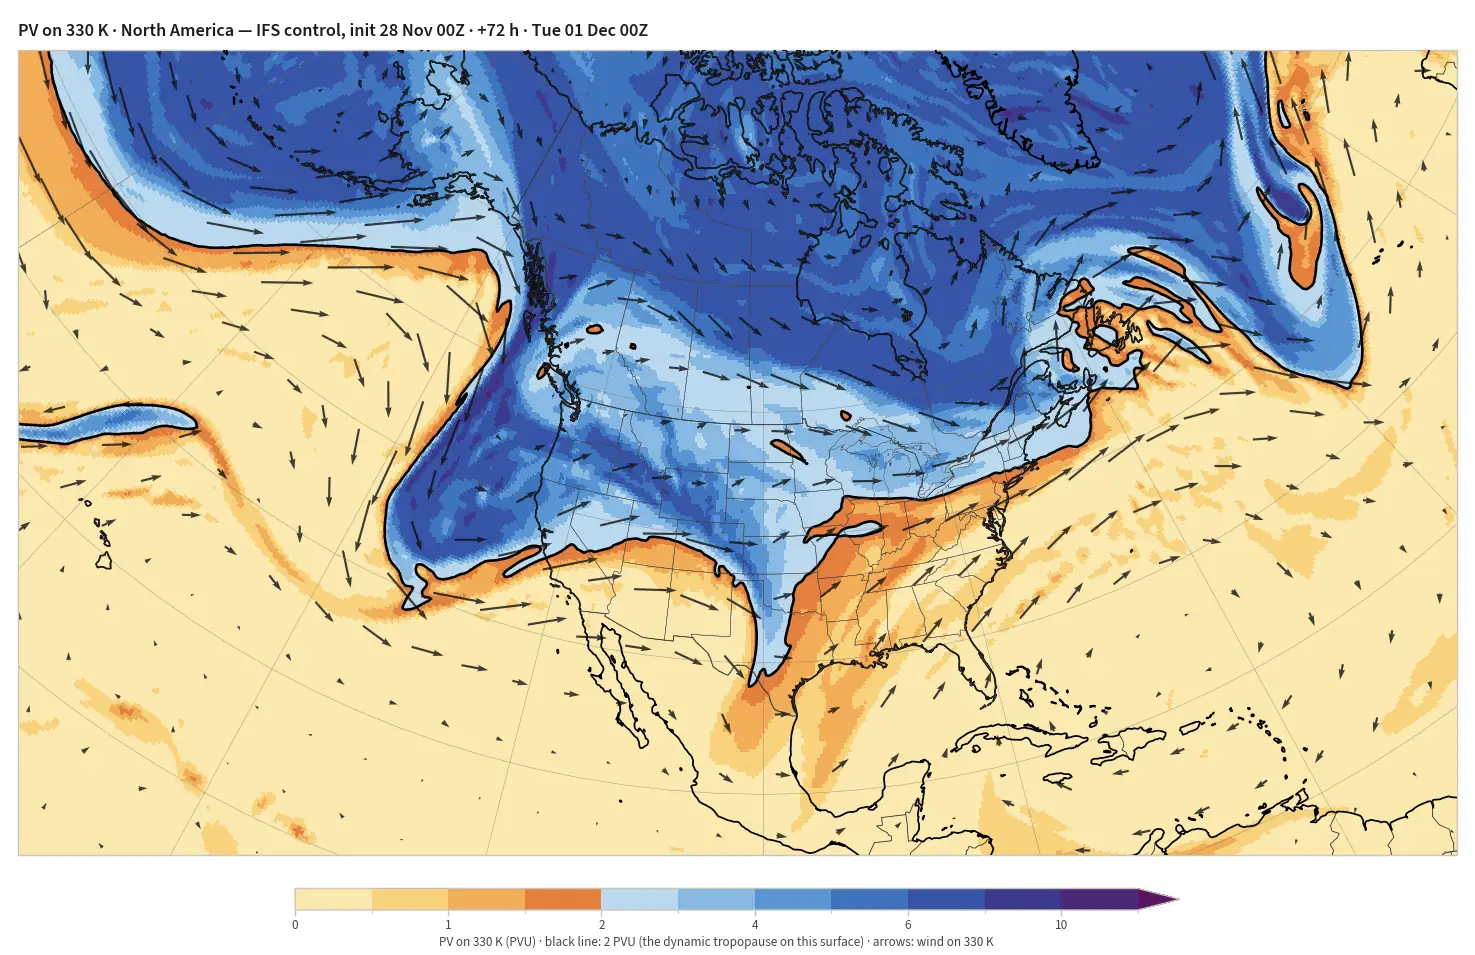 PV on 330 K · North America — IFS control, init 28 Nov 00Z · +72 h · Tue 01 Dec 00Z
0 1 2 4 6 10
PV on 330 K (PVU) · black line: 2 PVU (the dynamic tropopause on this surface) · arrows: wind on 330 K